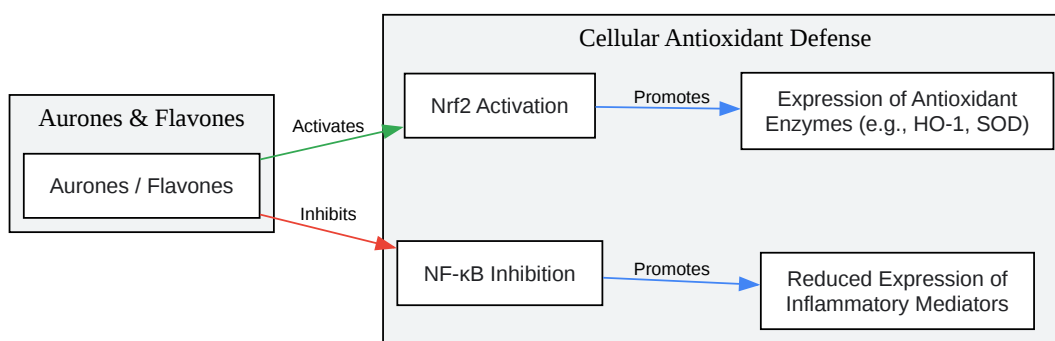 Cellular Antioxidant Defense
Aurones & Flavones
Aurones / Flavones
Activates
Inhibits
Nrf2 Activation
Promotes
Expression of Antioxidant
Enzymes (e.g., HO-1, SOD)
NF-κB Inhibition
Promotes
Reduced Expression of
Inflammatory Mediators